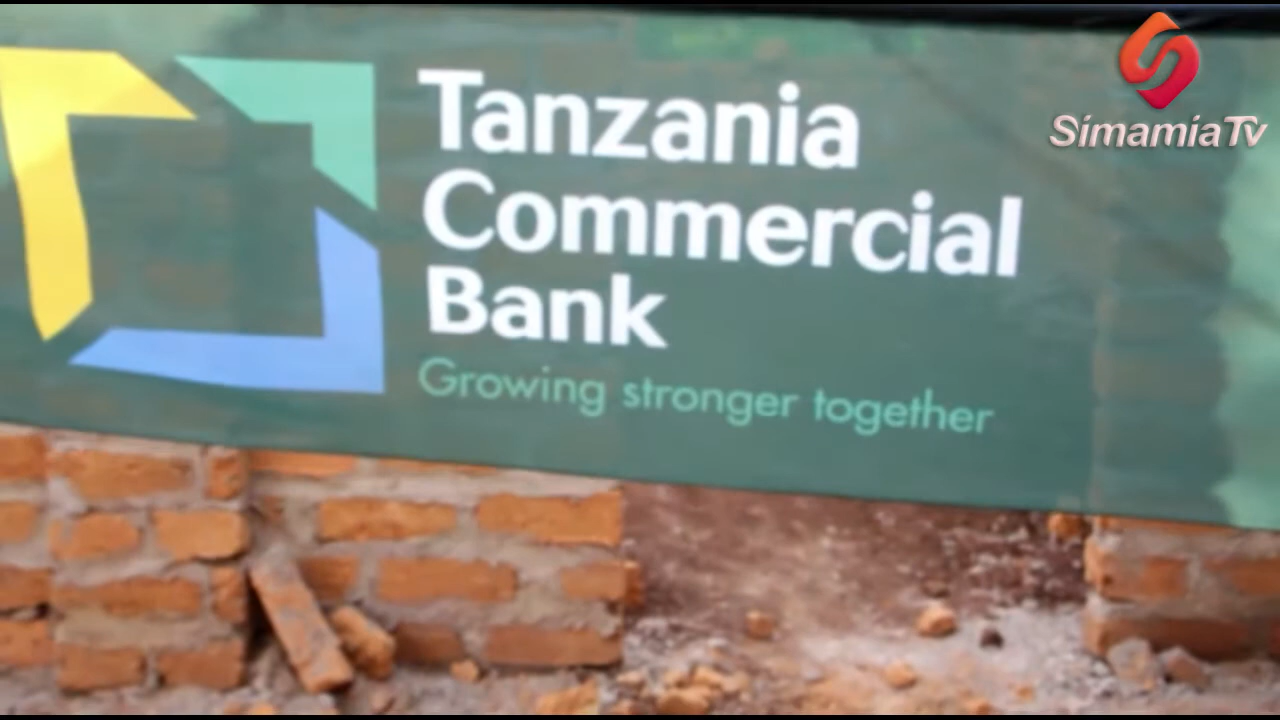 Tanzania
Commercial
Bank
Growing stronger together
SimamiaTv